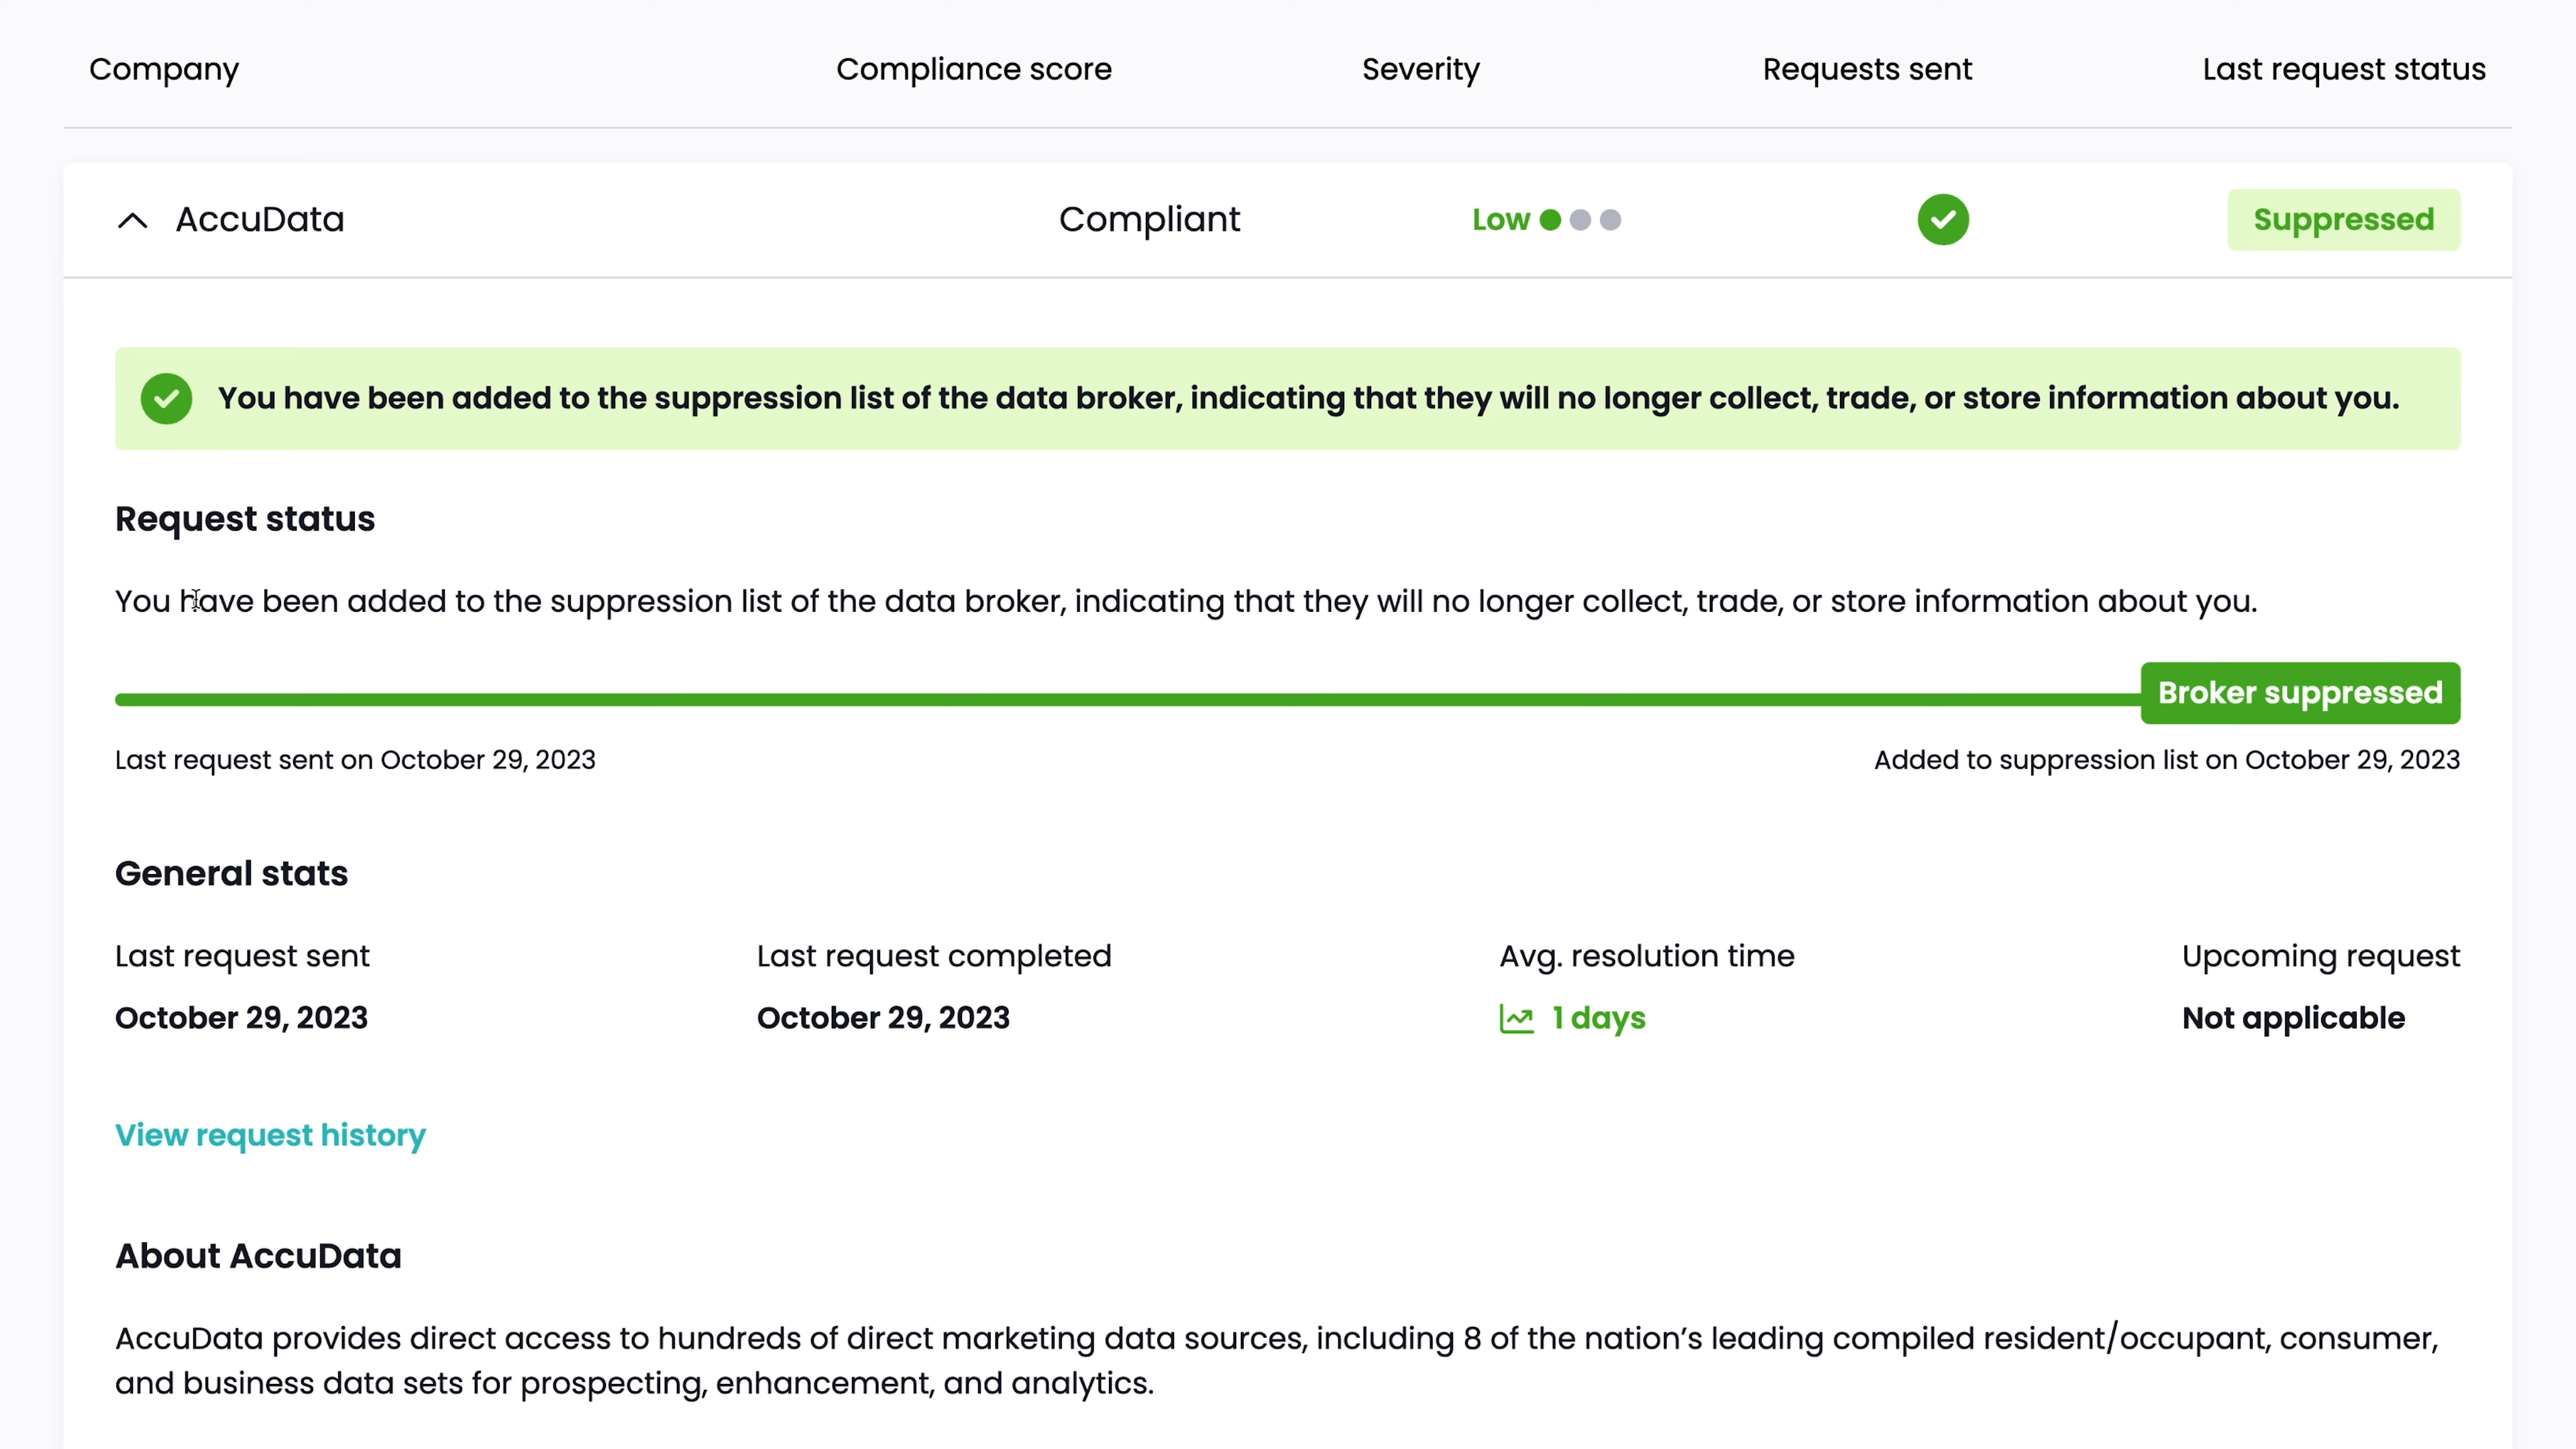 Company Compliance score Severity Requests sent Last request status
AccuData Compliant Low Suppressed
You have been added to the suppression list of the data broker, indicating that they will no longer collect, trade, or store information about you.
Request status
You have been added to the suppression list of the data broker, indicating that they will no longer collect, trade, or store information about you.
Broker suppressed
Last request sent on October 29, 2023 Added to suppression list on October 29, 2023
General stats
Last request sent Last request completed Avg. resolution time Upcoming request
October 29, 2023 October 29, 2023 1 days Not applicable
View request history
About AccuData
AccuData provides direct access to hundreds of direct marketing data sources, including 8 of the nation’s leading compiled resident/occupant, consumer,
and business data sets for prospecting, enhancement, and analytics.